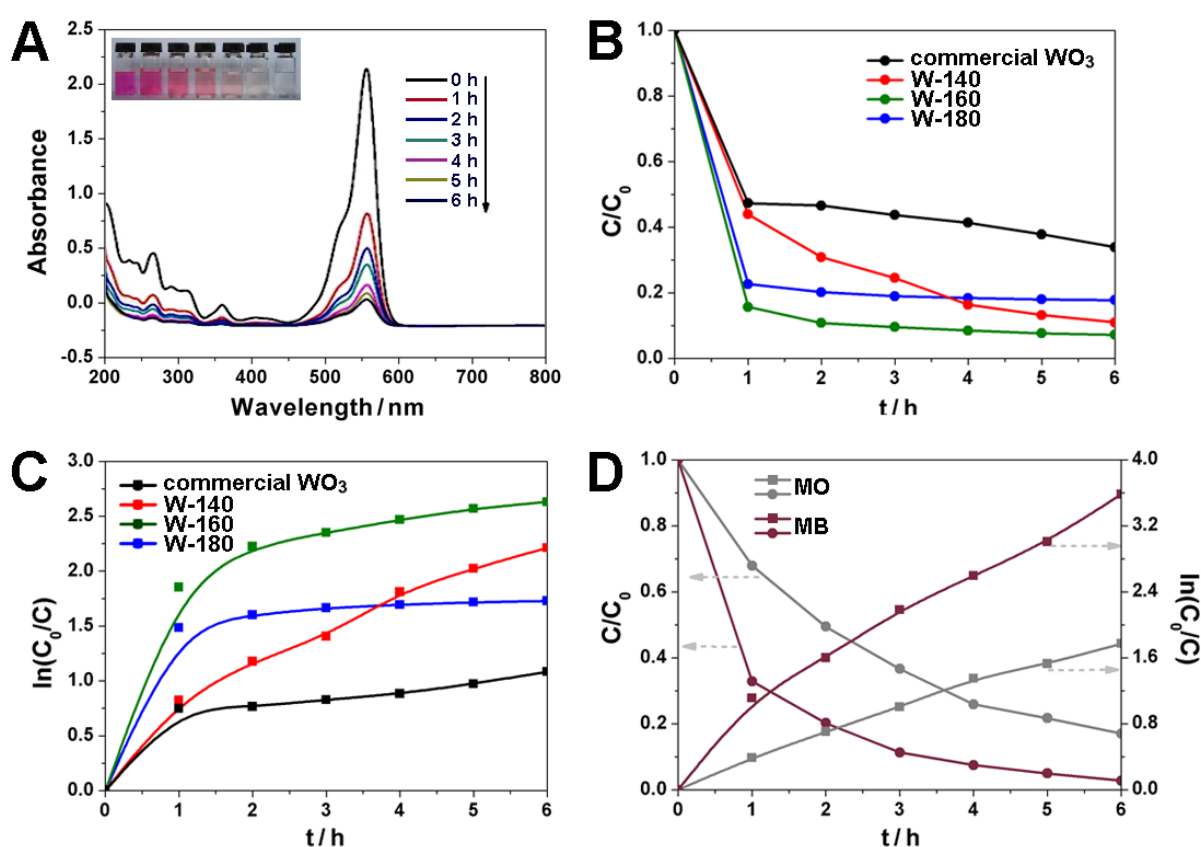 A
2.5
2.0
1.5
1.0
0.5
0.0
-0.5
Absorbance
0 h
1 h
2 h
3 h
4 h
5 h
6 h
200 300 400 500 600 700 800
Wavelength / nm
B
1.0
0.8
0.6
0.4
0.2
0.0
C/C₀
commercial WO₃
W-140
W-160
W-180
0 1 2 3 4 5 6
t / h
C
3.0
2.5
2.0
1.5
1.0
0.5
0.0
ln(C₀/C)
commercial WO₃
W-140
W-160
W-180
0 1 2 3 4 5 6
t / h
D
1.0
0.8
0.6
0.4
0.2
0.0
C/C₀
MO
MB
4.0
3.2
2.4
1.6
0.8
0.0
ln(C₀/C)
0 1 2 3 4 5 6
t / h